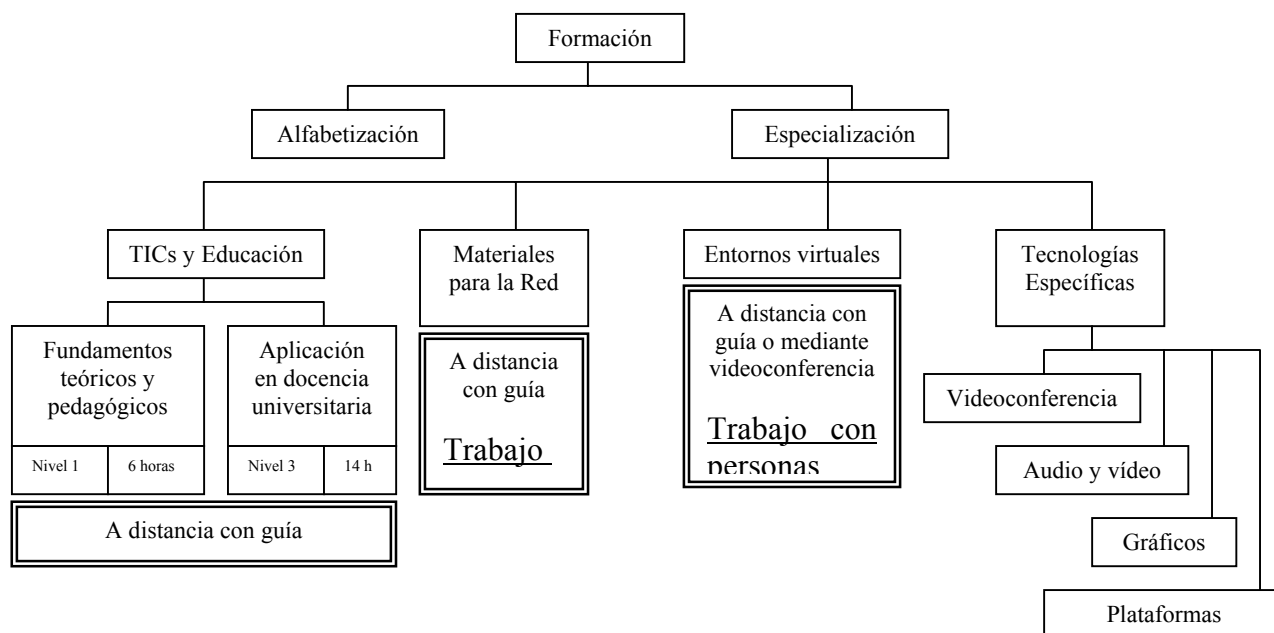 Formación
Alfabetización
Especialización
TICs y Educación
Materiales
para la Red
Entornos virtuales
Tecnologías
Específicas
Fundamentos
teóricos y
pedagógicos
Aplicación
en docencia
universitaria
Nivel 1
6 horas
Nivel 3
14 h
A distancia con guía
A distancia
con guía
Trabajo
A distancia con
guía o mediante
videoconferencia
Trabajo con
personas
Videoconferencia
Audio y vídeo
Gráficos
Plataformas